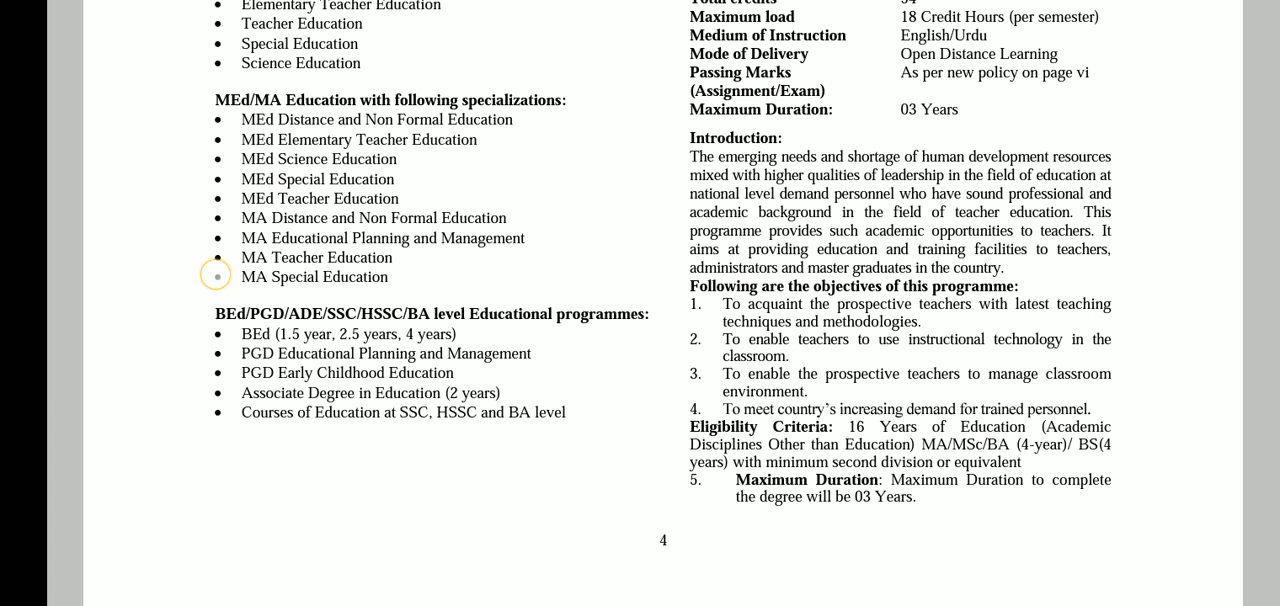 Elementary Teacher Education
• Teacher Education
• Special Education
• Science Education
MEd/MA Education with following specializations:
• MEd Distance and Non Formal Education
• MEd Elementary Teacher Education
• MEd Science Education
• MEd Special Education
• MEd Teacher Education
• MA Distance and Non Formal Education
• MA Educational Planning and Management
• MA Teacher Education
• MA Special Education
BEd/PGD/ADE/SSC/HSSC/BA level Educational programmes:
• BEd (1.5 year, 2.5 years, 4 years)
• PGD Educational Planning and Management
• PGD Early Childhood Education
• Associate Degree in Education (2 years)
• Courses of Education at SSC, HSSC and BA level
Total credits 54
Maximum load 18 Credit Hours (per semester)
Medium of Instruction English/Urdu
Mode of Delivery Open Distance Learning
Passing Marks As per new policy on page vi
(Assignment/Exam)
Maximum Duration: 03 Years
Introduction:
The emerging needs and shortage of human development resources
mixed with higher qualities of leadership in the field of education at
national level demand personnel who have sound professional and
academic background in the field of teacher education. This
programme provides such academic opportunities to teachers. It
aims at providing education and training facilities to teachers,
administrators and master graduates in the country.
Following are the objectives of this programme:
1. To acquaint the prospective teachers with latest teaching
techniques and methodologies.
2. To enable teachers to use instructional technology in the
classroom.
3. To enable the prospective teachers to manage classroom
environment.
4. To meet country's increasing demand for trained personnel.
Eligibility Criteria: 16 Years of Education (Academic
Disciplines Other than Education) MA/MSc/BA (4-year)/ BS(4
years) with minimum second division or equivalent
5. Maximum Duration: Maximum Duration to complete
the degree will be 03 Years.
4